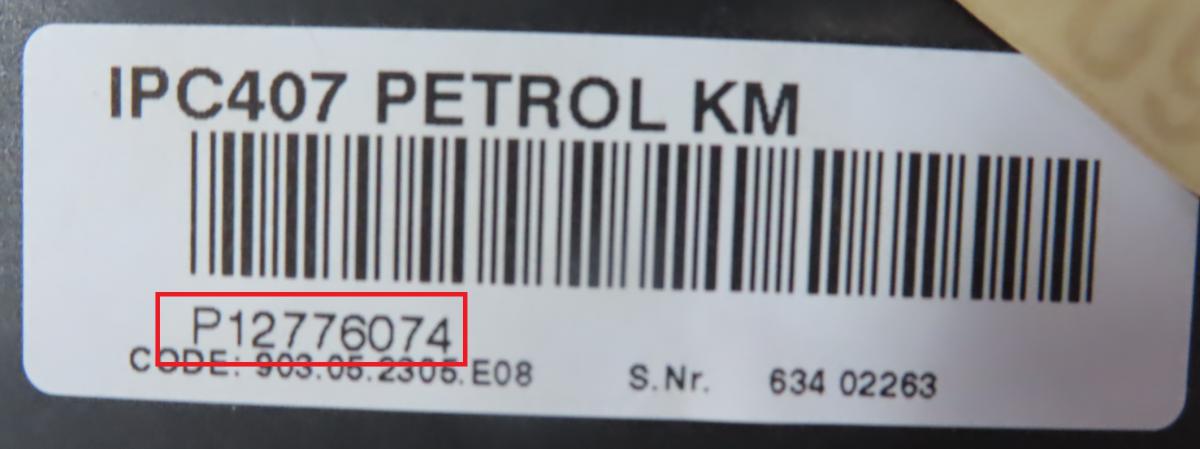 IPC407 PETROL KM
P12776074
CODE: 903.05.2305.E08 S.Nr. 634 02263